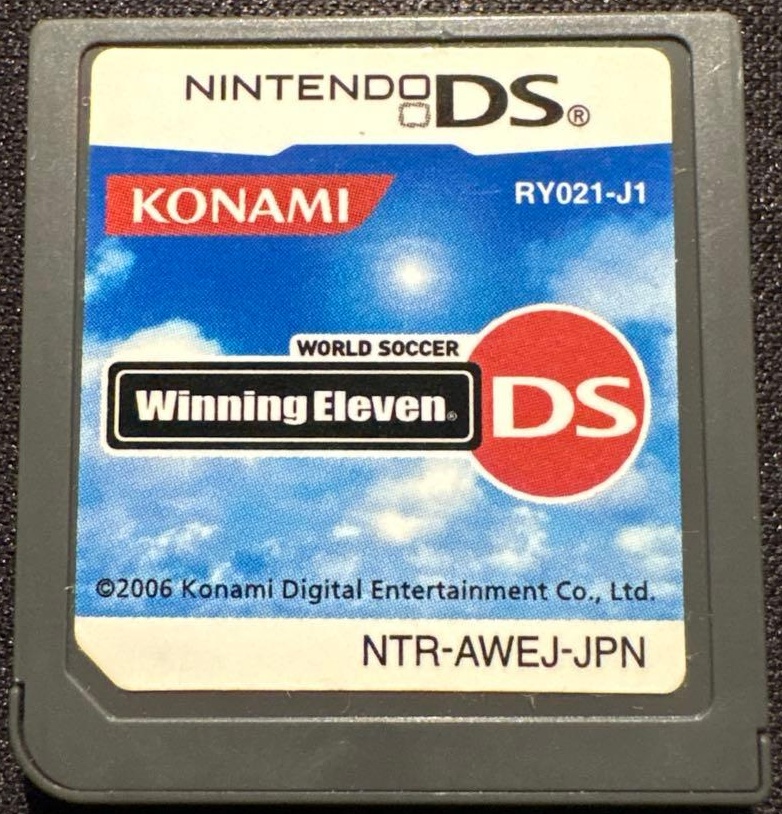 NINTENDO DS®
KONAMI
RY021-J1
WORLD SOCCER
Winning Eleven® DS
©2006 Konami Digital Entertainment Co., Ltd.
NTR-AWEJ-JPN